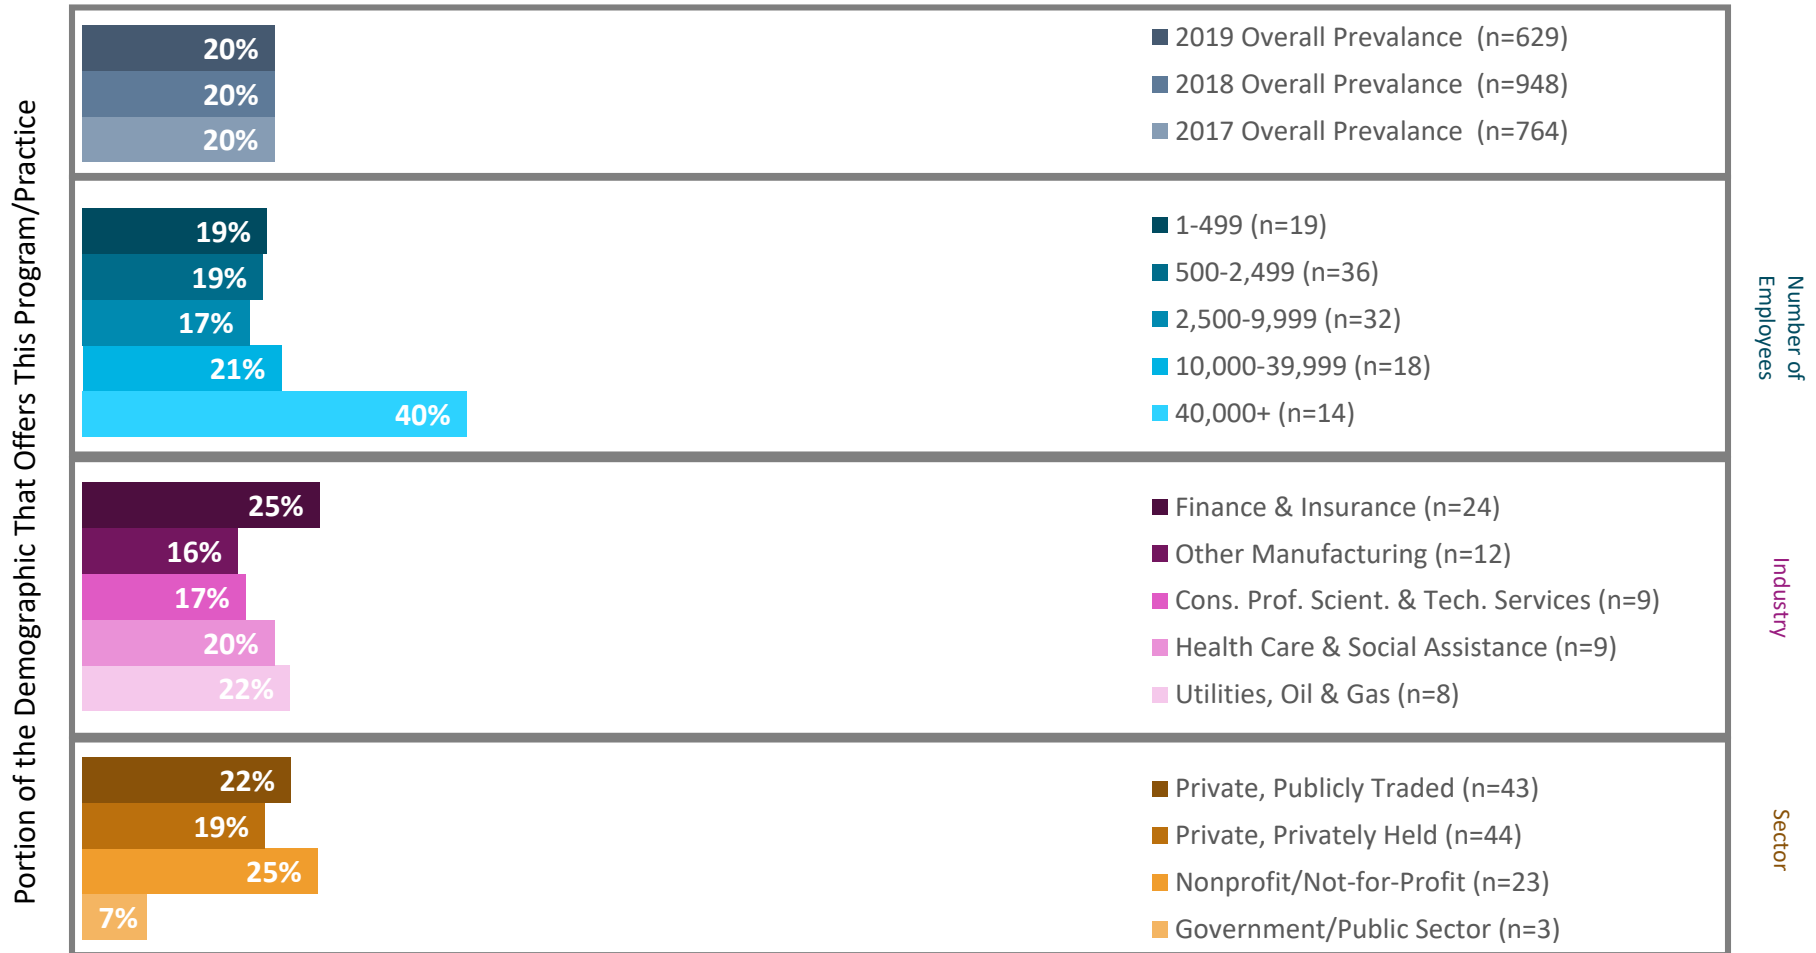 Portion of the Demographic That Offers This Program/Practice
20%
20%
20%
2019 Overall Prevalance (n=629)
2018 Overall Prevalance (n=948)
2017 Overall Prevalance (n=764)
19%
19%
17%
21%
40%
1-499 (n=19)
500-2,499 (n=36)
2,500-9,999 (n=32)
10,000-39,999 (n=18)
40,000+ (n=14)
Number of
Employees
25%
16%
17%
20%
22%
Finance & Insurance (n=24)
Other Manufacturing (n=12)
Cons. Prof. Scient. & Tech. Services (n=9)
Health Care & Social Assistance (n=9)
Utilities, Oil & Gas (n=8)
Industry
22%
19%
25%
7%
Private, Publicly Traded (n=43)
Private, Privately Held (n=44)
Nonprofit/Not-for-Profit (n=23)
Government/Public Sector (n=3)
Sector